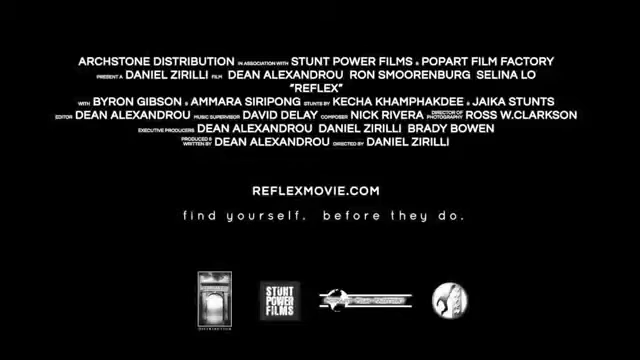 ARCHSTONE DISTRIBUTION IN ASSOCIATION WITH STUNT POWER FILMS & POPART FILM FACTORY
PRESENT A DANIEL ZIRILLI FILM DEAN ALEXANDROU RON SMOORENBURG SELINA LO
"REFLEX"
WITH BYRON GIBSON & AMMARA SIRIPONG STUNTS BY KECHA KHAMPHAKDEE & JAIKA STUNTS
EDITOR DEAN ALEXANDROU MUSIC SUPERVISOR DAVID DELAY COMPOSER NICK RIVERA DIRECTOR OF PHOTOGRAPHY ROSS W.CLARKSON
EXECUTIVE PRODUCERS DEAN ALEXANDROU DANIEL ZIRILLI BRADY BOWEN
PRODUCED & WRITTEN BY DEAN ALEXANDROU DIRECTED BY DANIEL ZIRILLI
REFLEXMOVIE.COM
find yourself. before they do.
STUNT
POWER
FILMS
DISTRIBUTION